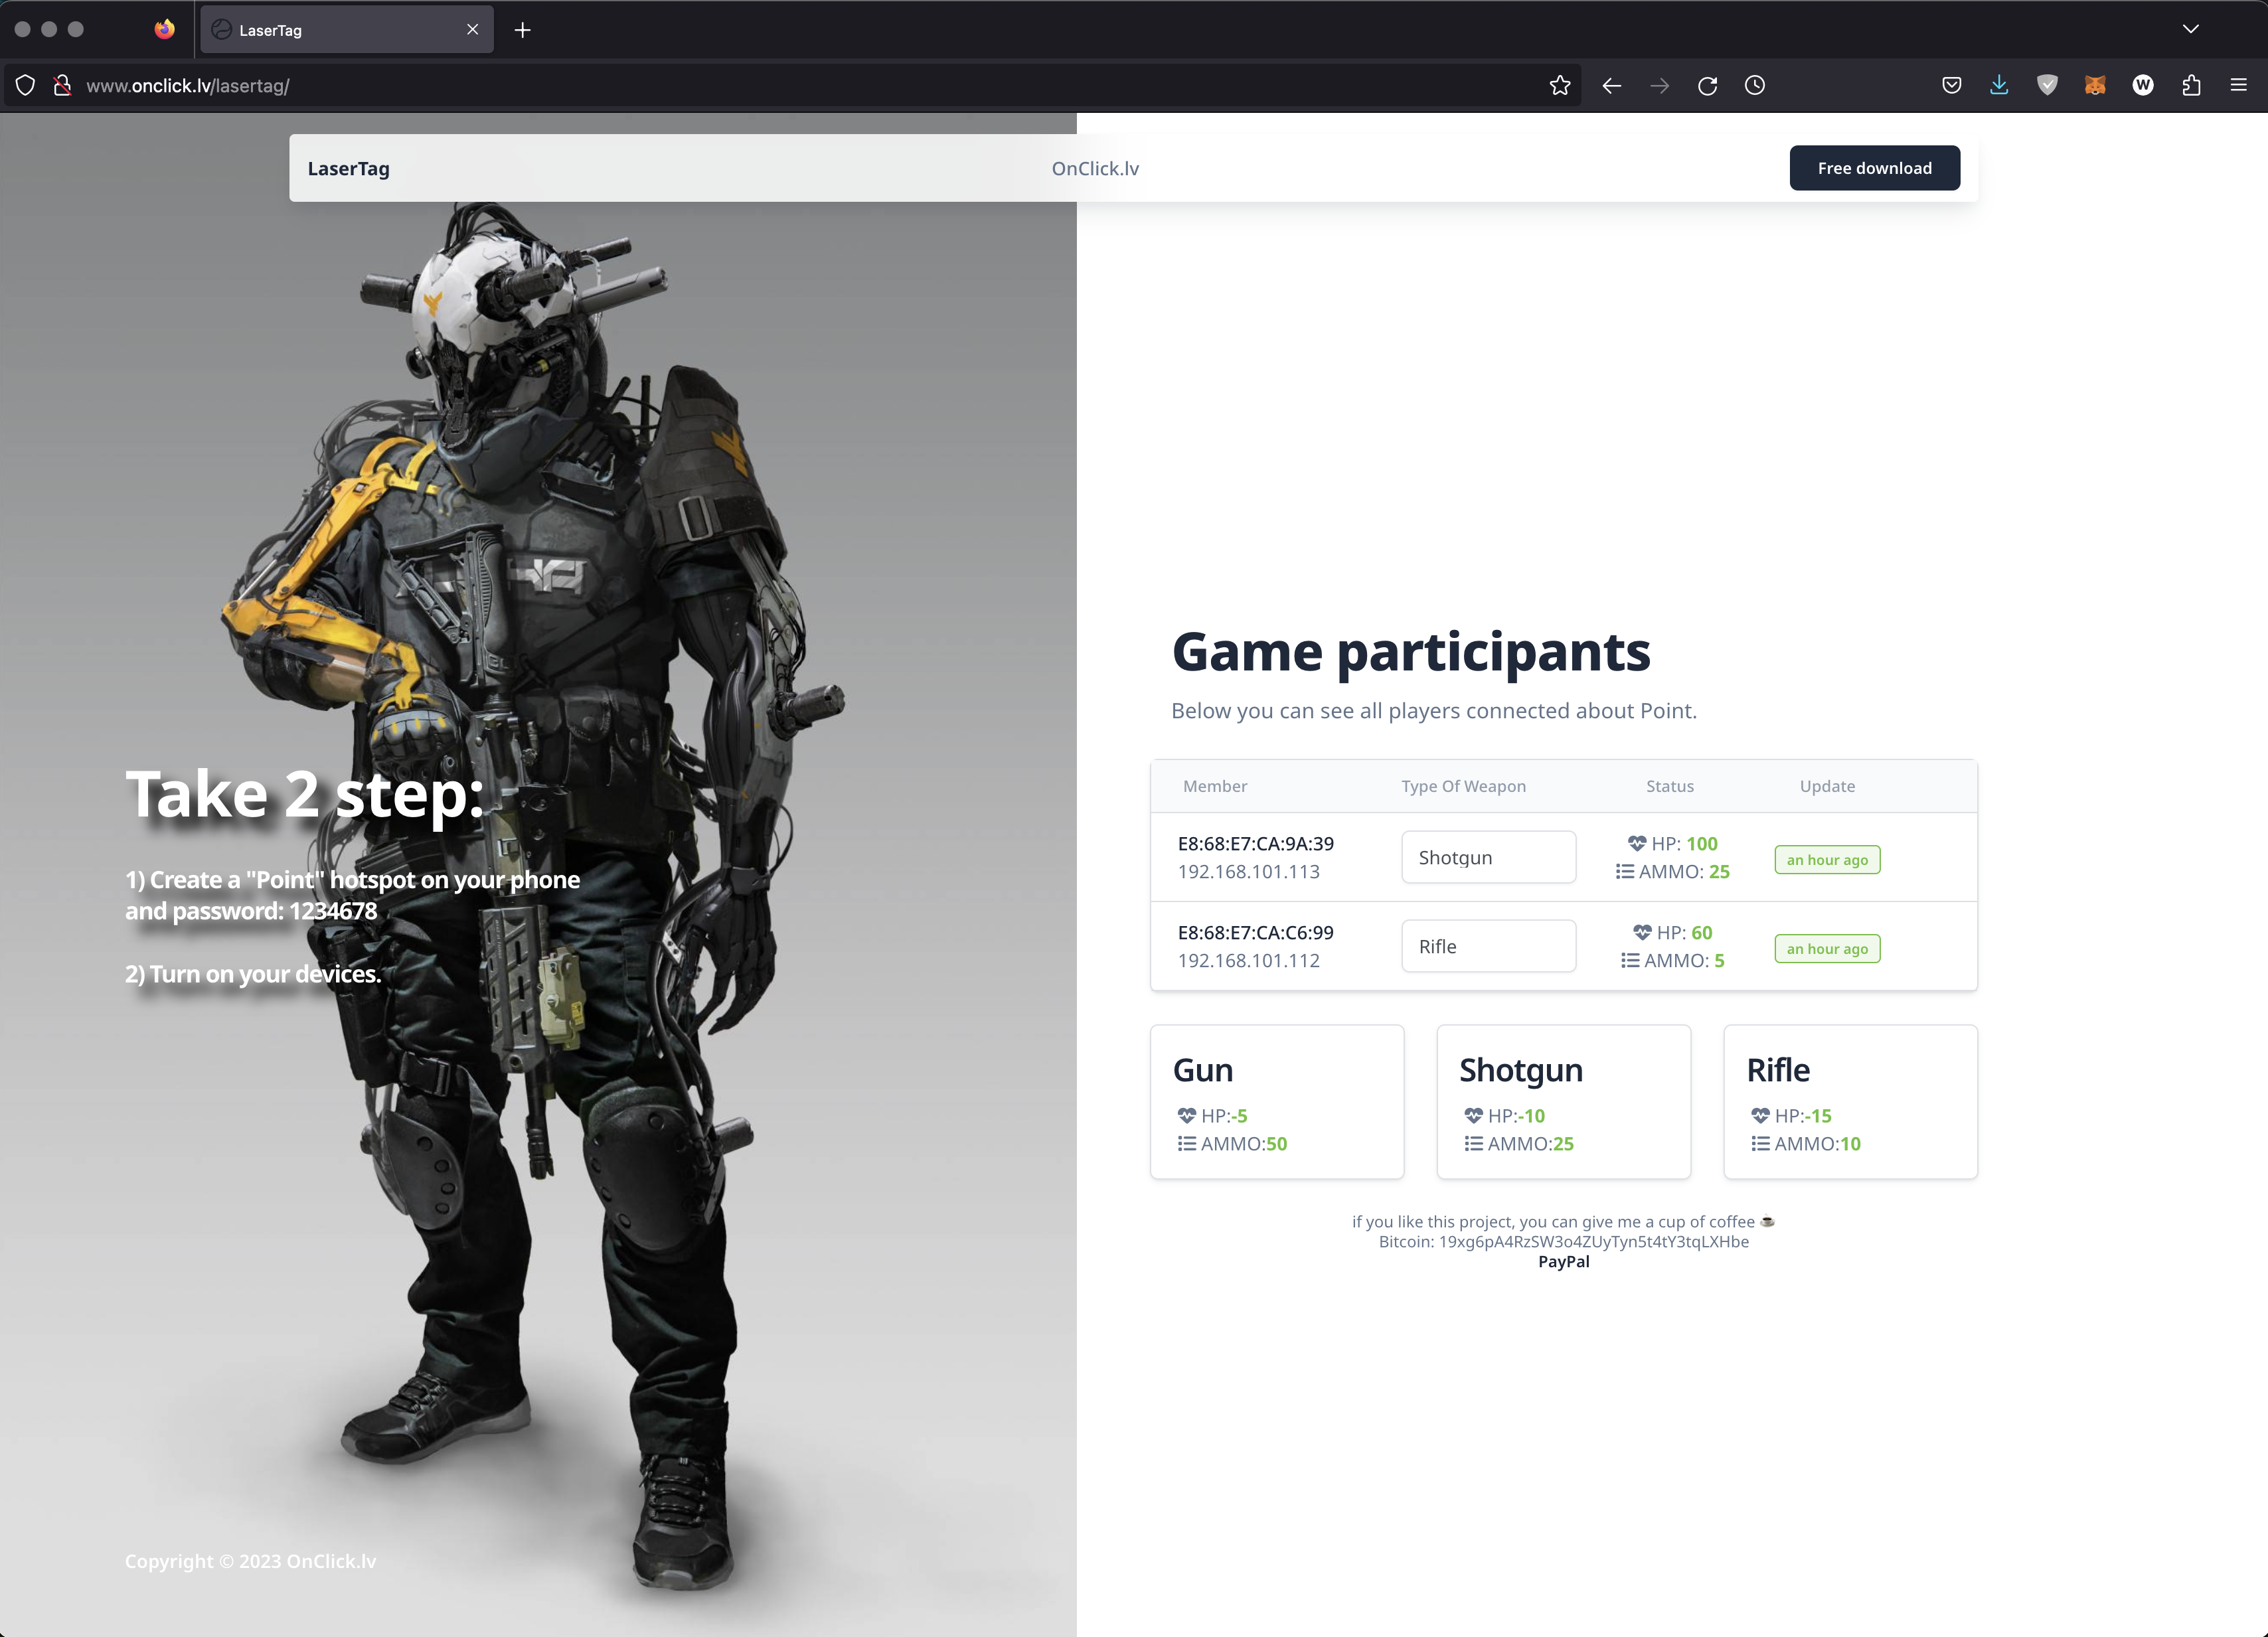 LaserTag
www.onclick.lv/lasertag/
W
LaserTag
OnClick.lv
Free download
Take 2 step:
1) Create a "Point" hotspot on your phone
and password: 1234678
2) Turn on your devices.
Copyright © 2023 OnClick.lv
Game participants
Below you can see all players connected about Point.
Member Type Of Weapon Status Update
E8:68:E7:CA:9A:39
192.168.101.113
Shotgun
HP: 100
AMMO: 25
an hour ago
E8:68:E7:CA:C6:99
192.168.101.112
Rifle
HP: 60
AMMO: 5
an hour ago
Gun
HP:-5
AMMO:50
Shotgun
HP:-10
AMMO:25
Rifle
HP:-15
AMMO:10
if you like this project, you can give me a cup of coffee ☕
Bitcoin: 19xg6pA4RzSW3o4ZUyTyn5t4tY3tqLXHbe
PayPal